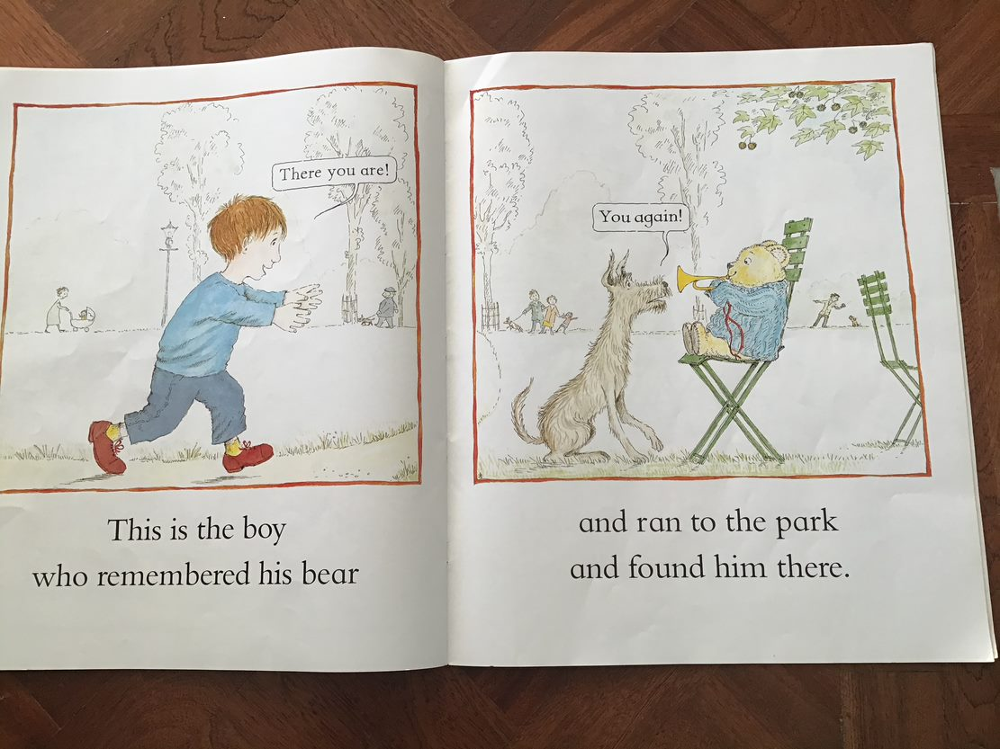 There you are!
This is the boy
who remembered his bear
You again!
and ran to the park
and found him there.